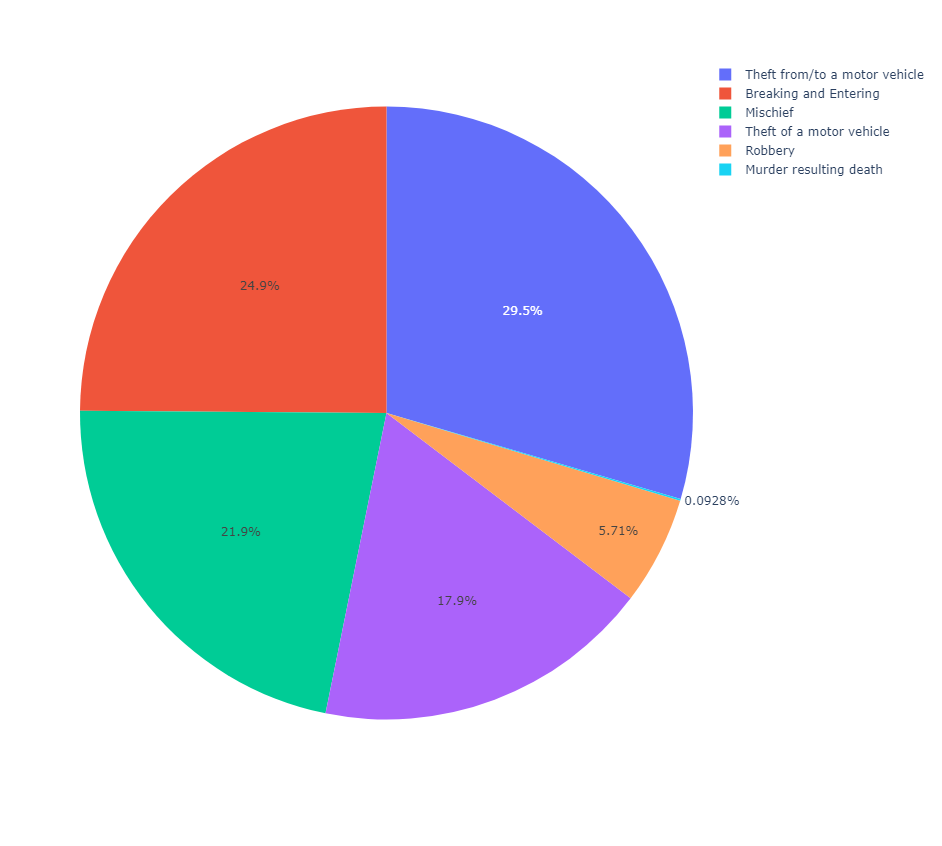 Theft from/to a motor vehicle
Breaking and Entering
Mischief
Theft of a motor vehicle
Robbery
Murder resulting death
24.9%
29.5%
0.0928%
5.71%
21.9%
17.9%